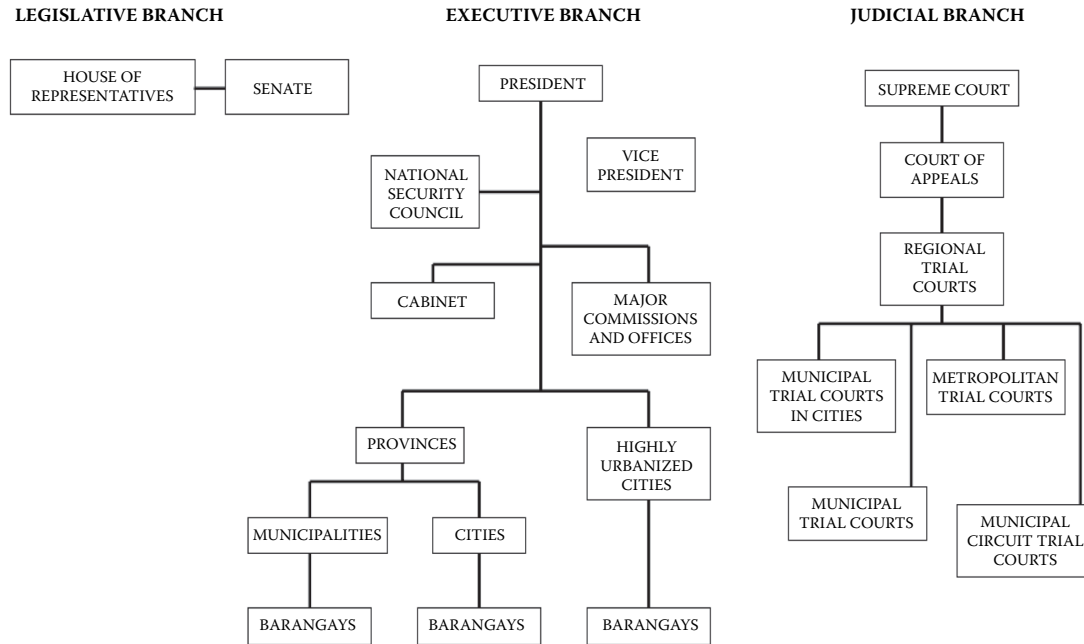 LEGISLATIVE BRANCH
HOUSE OF
REPRESENTATIVES
SENATE
EXECUTIVE BRANCH
PRESIDENT
VICE
PRESIDENT
NATIONAL
SECURITY
COUNCIL
CABINET
MAJOR
COMMISSIONS
AND OFFICES
PROVINCES
HIGHLY
URBANIZED
CITIES
MUNICIPALITIES
CITIES
BARANGAYS
BARANGAYS
BARANGAYS
JUDICIAL BRANCH
SUPREME COURT
COURT OF
APPEALS
REGIONAL
TRIAL
COURTS
MUNICIPAL
TRIAL COURTS
IN CITIES
METROPOLITAN
TRIAL COURTS
MUNICIPAL
TRIAL COURTS
MUNICIPAL
CIRCUIT TRIAL
COURTS